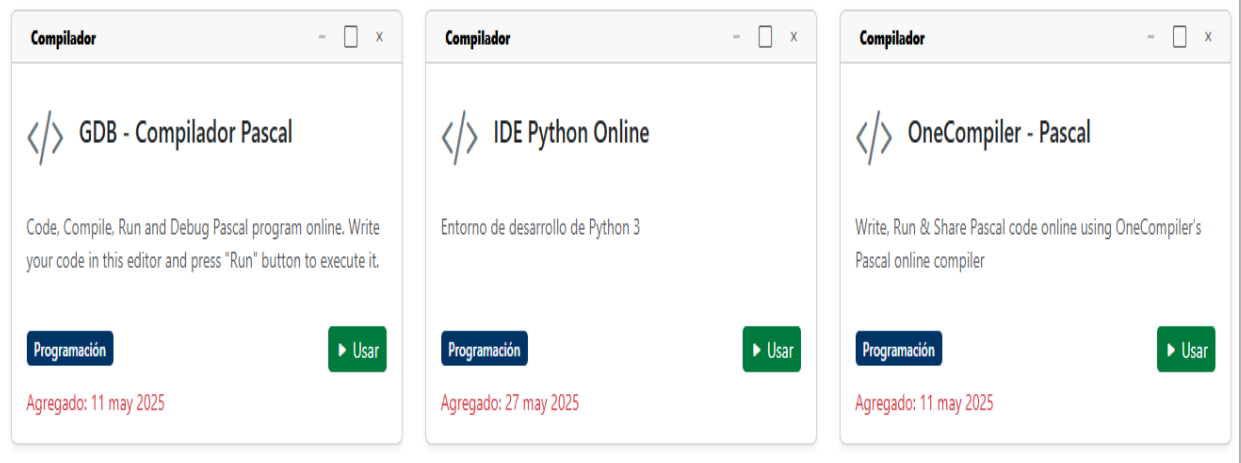 Compilador
GDB - Compilador Pascal
Code, Compile, Run and Debug Pascal program online. Write
your code in this editor and press "Run" button to execute it.
Programación
Usar
Agregado: 11 may 2025
Compilador
IDE Python Online
Entorno de desarrollo de Python 3
Programación
Usar
Agregado: 27 may 2025
Compilador
OneCompiler - Pascal
Write, Run & Share Pascal code online using OneCompiler's
Pascal online compiler
Programación
Usar
Agregado: 11 may 2025